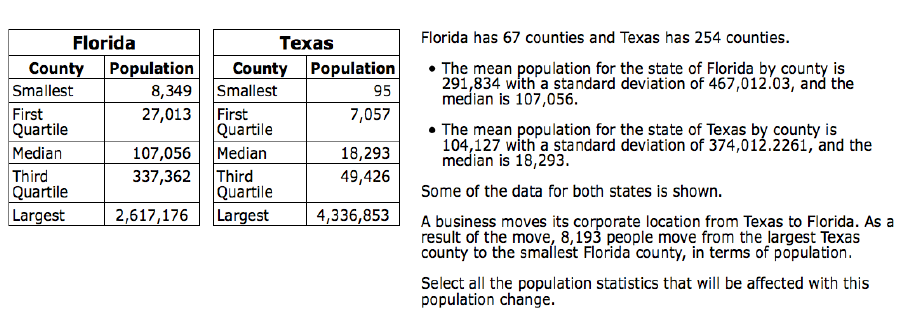 Florida
County Population
Smallest 8,349
First Quartile 27,013
Median 107,056
Third Quartile 337,362
Largest 2,617,176
Texas
County Population
Smallest 95
First Quartile 7,057
Median 18,293
Third Quartile 49,426
Largest 4,336,853
Florida has 67 counties and Texas has 254 counties.
• The mean population for the state of Florida by county is
291,834 with a standard deviation of 467,012.03, and the
median is 107,056.
• The mean population for the state of Texas by county is
104,127 with a standard deviation of 374,012.2261, and the
median is 18,293.
Some of the data for both states is shown.
A business moves its corporate location from Texas to Florida. As a
result of the move, 8,193 people move from the largest Texas
county to the smallest Florida county, in terms of population.
Select all the population statistics that will be affected with this
population change.